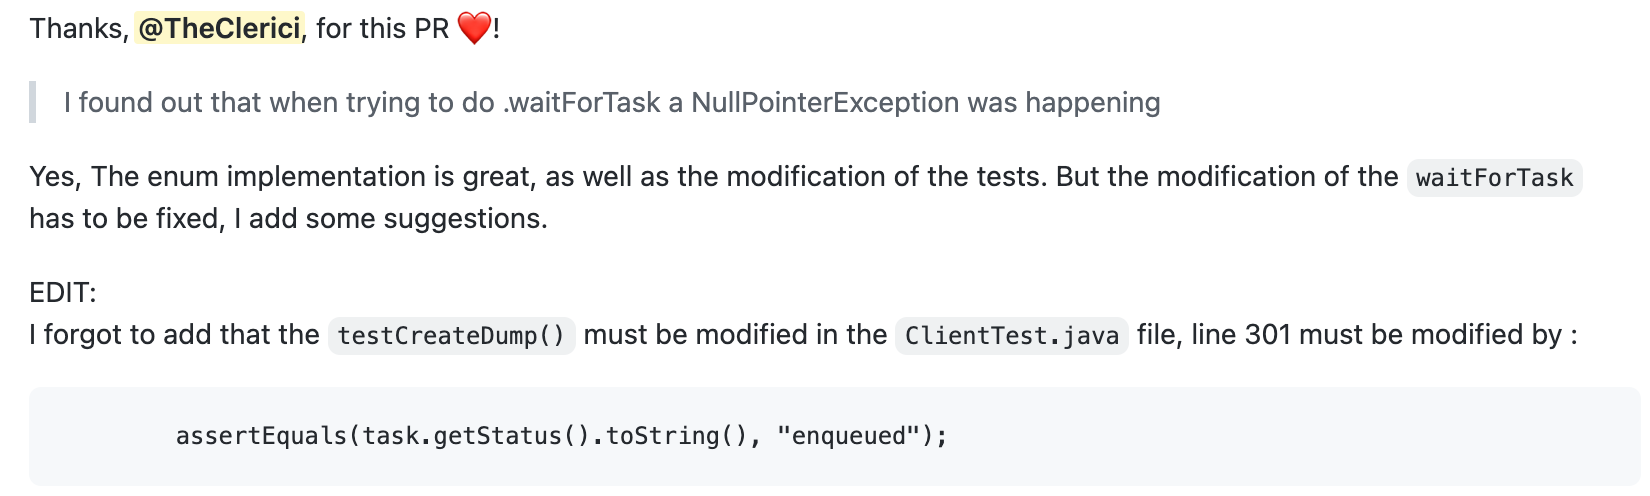 Thanks, @TheClerici, for this PR ❤️!
I found out that when trying to do .waitForTask a NullPointerException was happening
Yes, The enum implementation is great, as well as the modification of the tests. But the modification of the waitForTask
has to be fixed, I add some suggestions.
EDIT:
I forgot to add that the testCreateDump() must be modified in the ClientTest.java file, line 301 must be modified by :
assertEquals(task.getStatus().toString(), "enqueued");